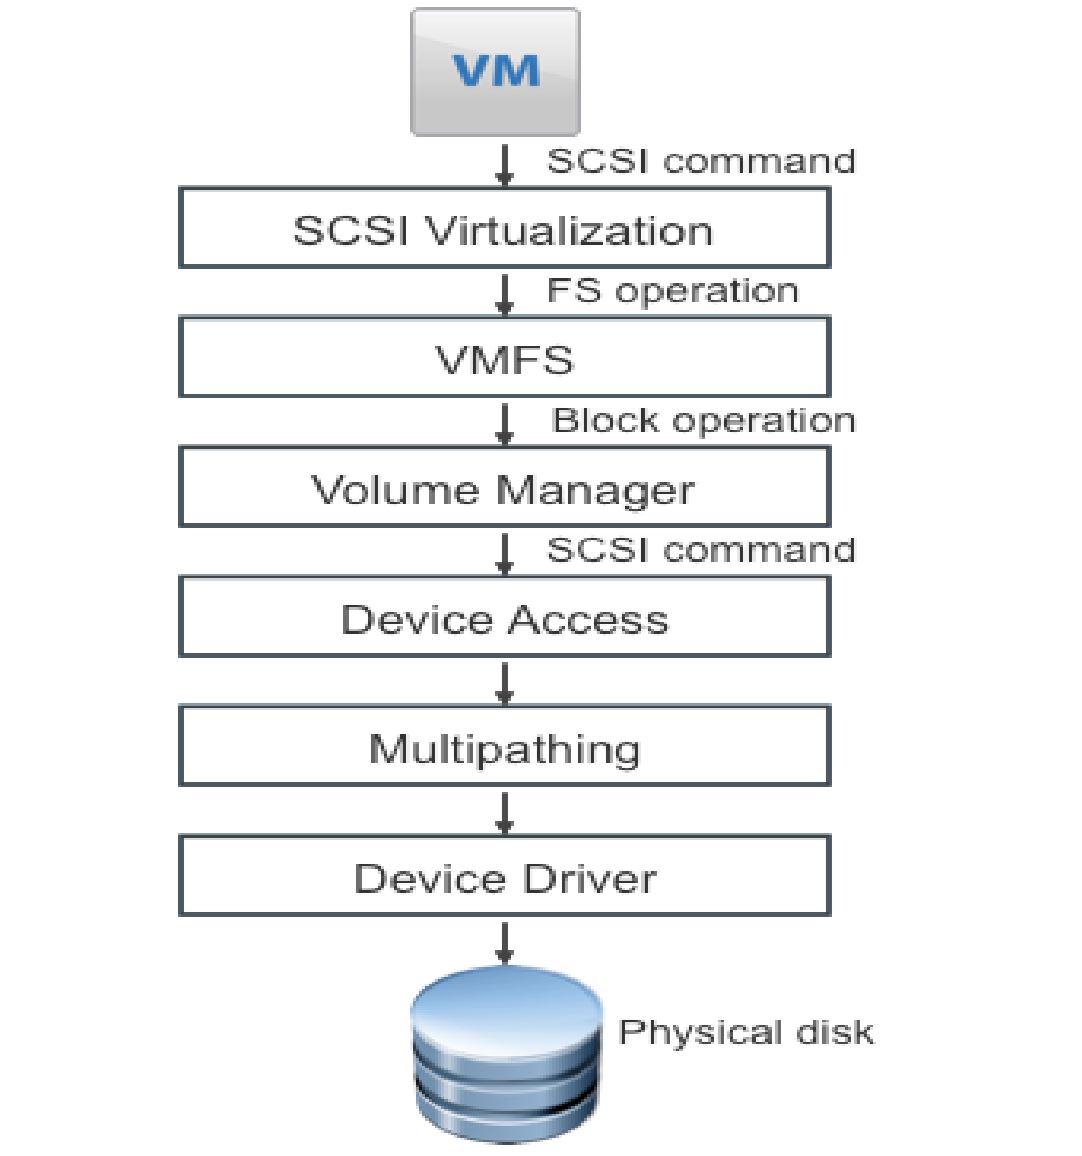 VM
SCSI command
SCSI Virtualization
FS operation
VMFS
Block operation
Volume Manager
SCSI command
Device Access
Multipathing
Device Driver
Physical disk